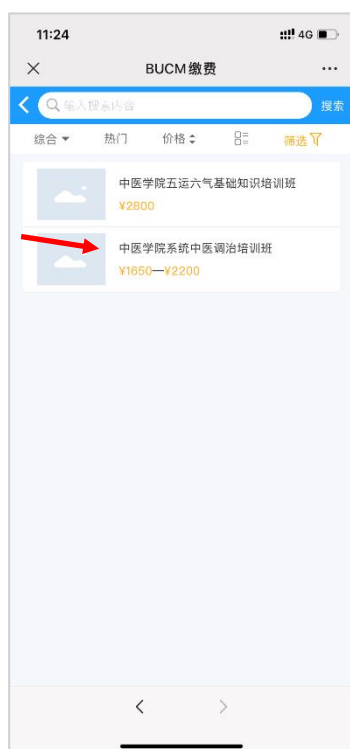 11:24
4G
BUCM缴费
输入搜索内容
搜索
综合
热门
价格
筛选
中医学院五运六气基础知识培训班
¥2800
中医学院系统中医调治培训班
¥1650—¥2200